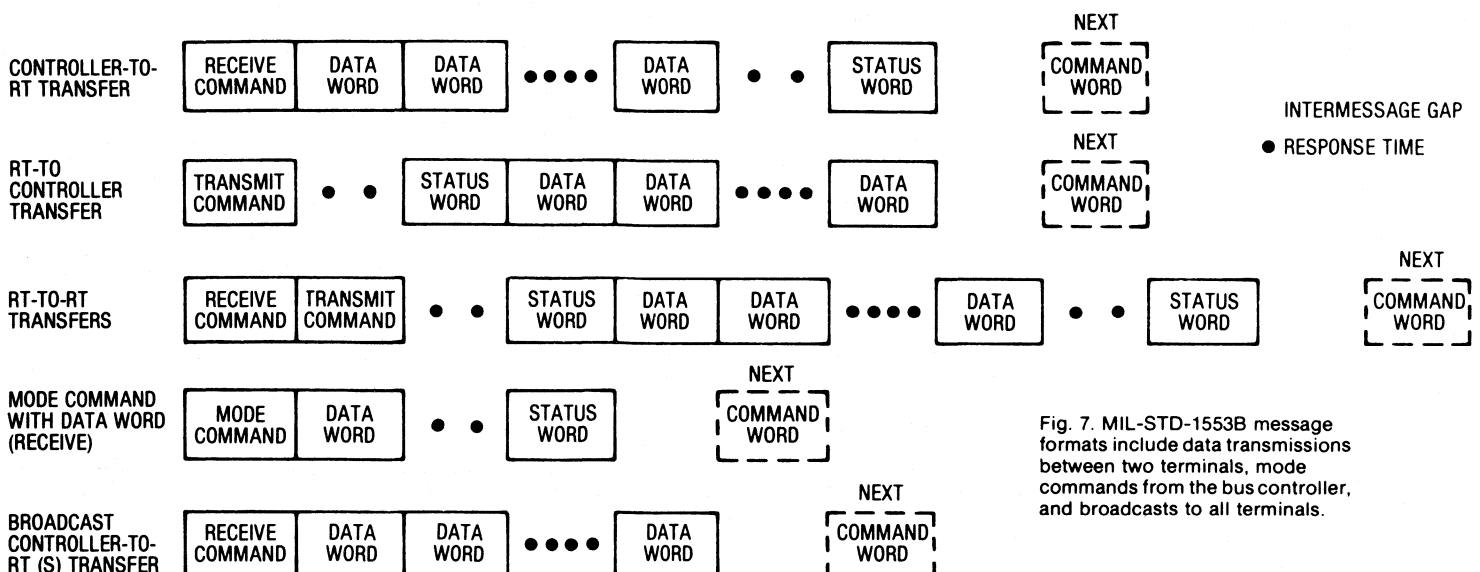 NEXT
CONTROLLER-TO-
RT TRANSFER
RECEIVE
COMMAND
DATA
WORD
DATA
WORD
DATA
WORD
STATUS
WORD
COMMAND
WORD
INTERMESSAGE GAP
● RESPONSE TIME
NEXT
RT-TO
CONTROLLER
TRANSFER
TRANSMIT
COMMAND
STATUS
WORD
DATA
WORD
DATA
WORD
DATA
WORD
COMMAND
WORD
NEXT
RT-TO-RT
TRANSFERS
RECEIVE
COMMAND
TRANSMIT
COMMAND
STATUS
WORD
DATA
WORD
DATA
WORD
DATA
WORD
STATUS
WORD
COMMAND
WORD
NEXT
MODE COMMAND
WITH DATA WORD
(RECEIVE)
MODE
COMMAND
DATA
WORD
STATUS
WORD
COMMAND
WORD
Fig. 7. MIL-STD-1553B message
formats include data transmissions
between two terminals, mode
commands from the bus controller,
and broadcasts to all terminals.
NEXT
BROADCAST
CONTROLLER-TO-
RT (S) TRANSFER
RECEIVE
COMMAND
DATA
WORD
DATA
WORD
DATA
WORD
COMMAND
WORD